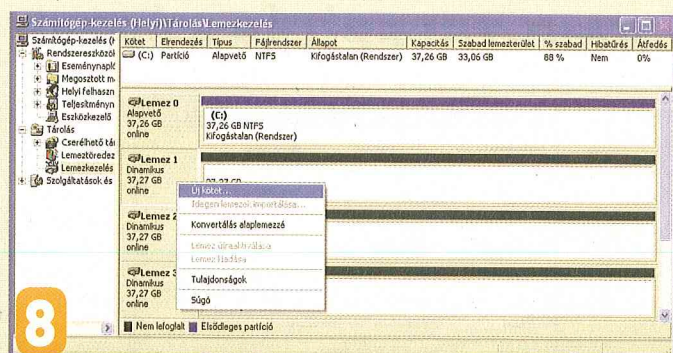 Számítógép-kezelés (Helyi)\Tárolás\Lemezkezelés
Számítógép-kezelés (H
Rendszereszközök
Eseménynapló
Megosztott m
Helyi felhaszn
Teljesítményn
Eszközkezelő
Tárolás
Cserélhető tá
Lemeztöredez
Lemezkezelés
Szolgáltatások és
Kötet Elrendezés Típus Fájlrendszer Állapot Kapacitás Szabad lemezterület % szabad Hibatűrés Átfedés
(C:) Partíció Alapvető NTFS Kifogástalan (Rendszer) 37,26 GB 33,06 GB 88 % Nem 0%
Lemez 0
Alapvető
37,26 GB
online
(C:)
37,26 GB NTFS
Kifogástalan (Rendszer)
Lemez 1
Dinamikus
37,27 GB
online
37,27 GB
Lemez 2
Dinamikus
37,27 GB
online
Lemez 3
Dinamikus
37,27 GB
online
Új kötet...
Idegen lemezek importálása...
Konvertálás alaplemezzé
Lemez újraaktiválása
Lemez kiadása
Tulajdonságok
Súgó
Nem lefoglalt Elsődleges partíció
8